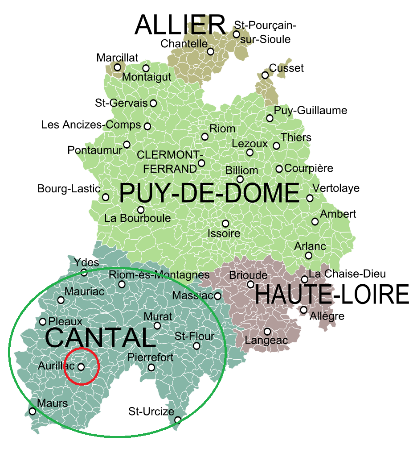 ALLIER
St-Pourçain-
sur-Sioule
Chantelle
Marcillat
Montaigut
Cusset
St-Gervais
Puy-Guillaume
Les Ancizes-Comps
Riom
Thiers
Pontaumur
Lezoux
CLERMONT-
FERRAND
Billiom
Courpière
Bourg-Lastic
PUY-DE-DOME
Vertolaye
La Bourboule
Ambert
Issoire
Arlanc
Ydes
Riom-ès-Montagnes
Brioude
La Chaise-Dieu
Mauriac
Massiac
HAUTE-LOIRE
Allègre
Pleaux
Murat
CANTAL
St-Flour
Langeac
Aurillac
Pierrefort
Maurs
St-Urcize